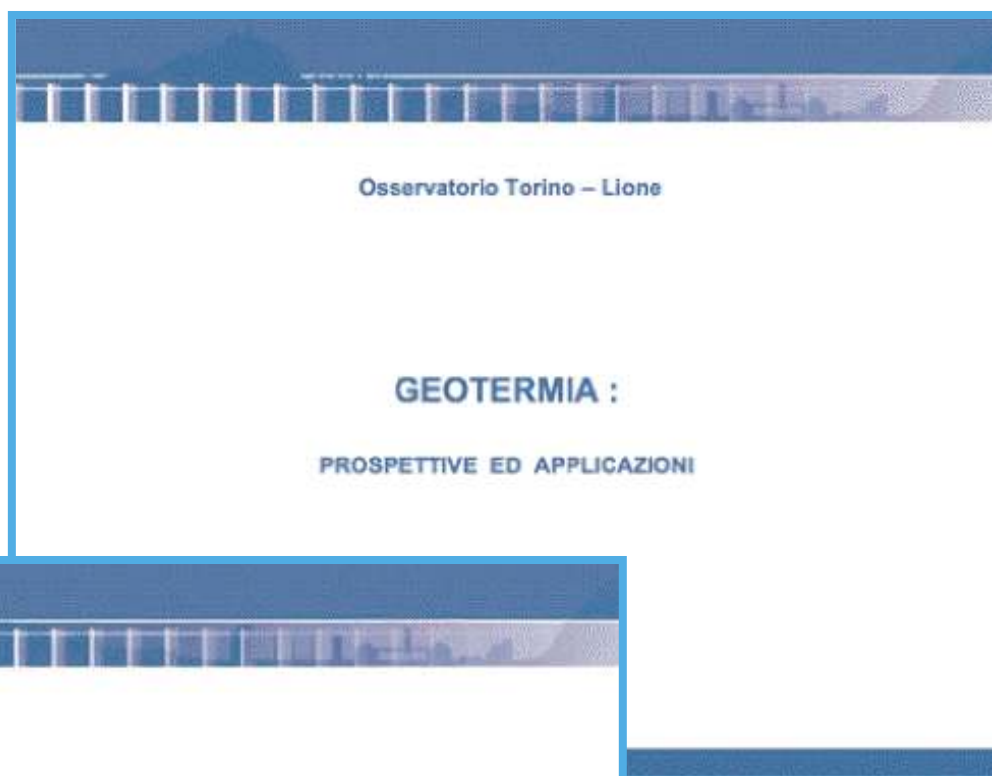 Osservatorio Torino – Lione
GEOTERMIA :
PROSPETTIVE ED APPLICAZIONI